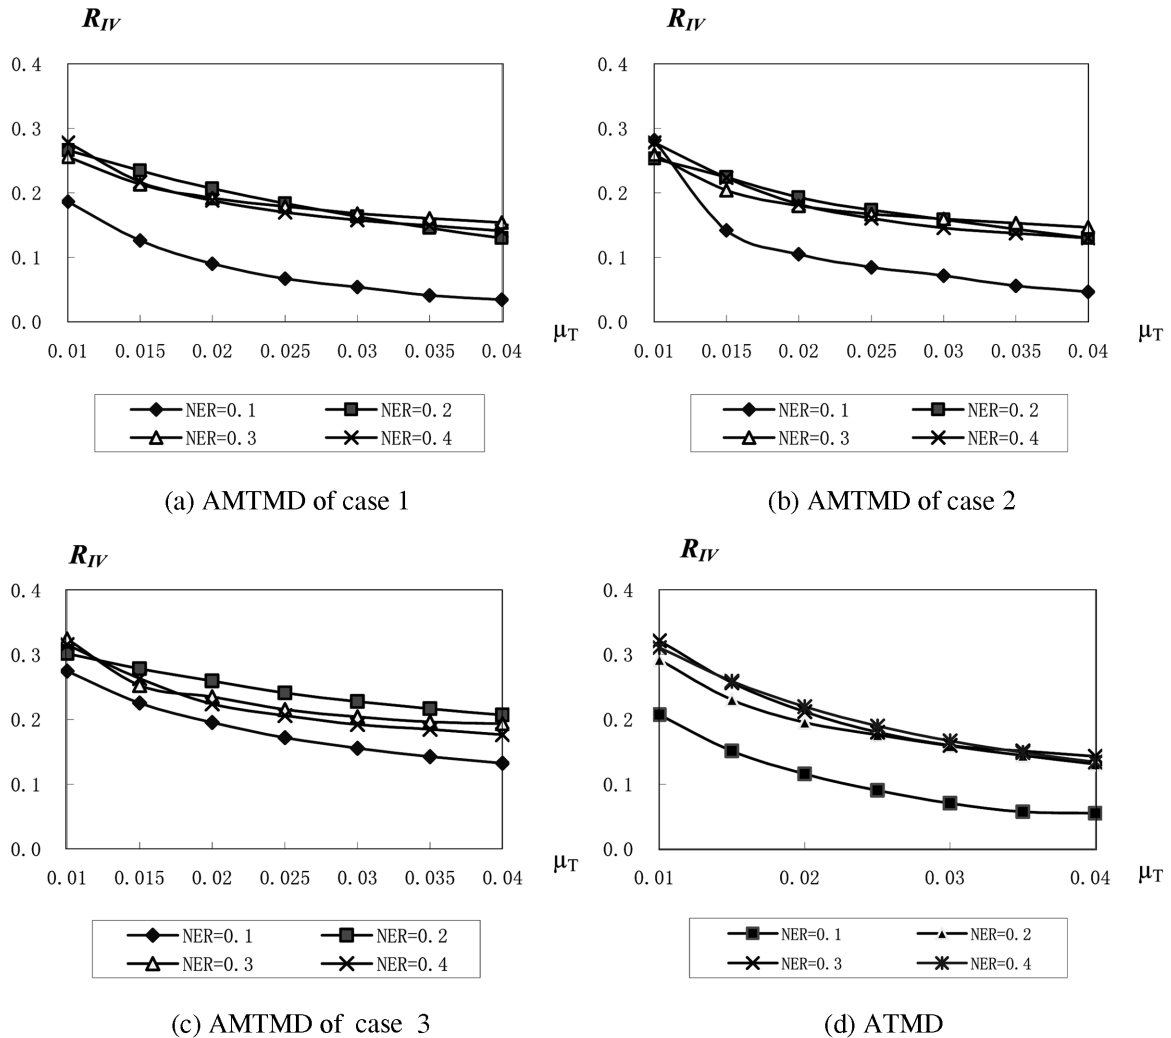 R_IV
0.4
0.3
0.2
0.1
0.0
0.01 0.015 0.02 0.025 0.03 0.035 0.04
μ_T
NER=0.1 NER=0.2
NER=0.3 NER=0.4
(a) AMTMD of case 1
R_IV
0.4
0.3
0.2
0.1
0.0
0.01 0.015 0.02 0.025 0.03 0.035 0.04
μ_T
NER=0.1 NER=0.2
NER=0.3 NER=0.4
(b) AMTMD of case 2
R_IV
0.4
0.3
0.2
0.1
0.0
0.01 0.015 0.02 0.025 0.03 0.035 0.04
μ_T
NER=0.1 NER=0.2
NER=0.3 NER=0.4
(c) AMTMD of case 3
R_IV
0.4
0.3
0.2
0.1
0.0
0.01 0.02 0.03 0.04
μ_T
NER=0.1 NER=0.2
NER=0.3 NER=0.4
(d) ATMD